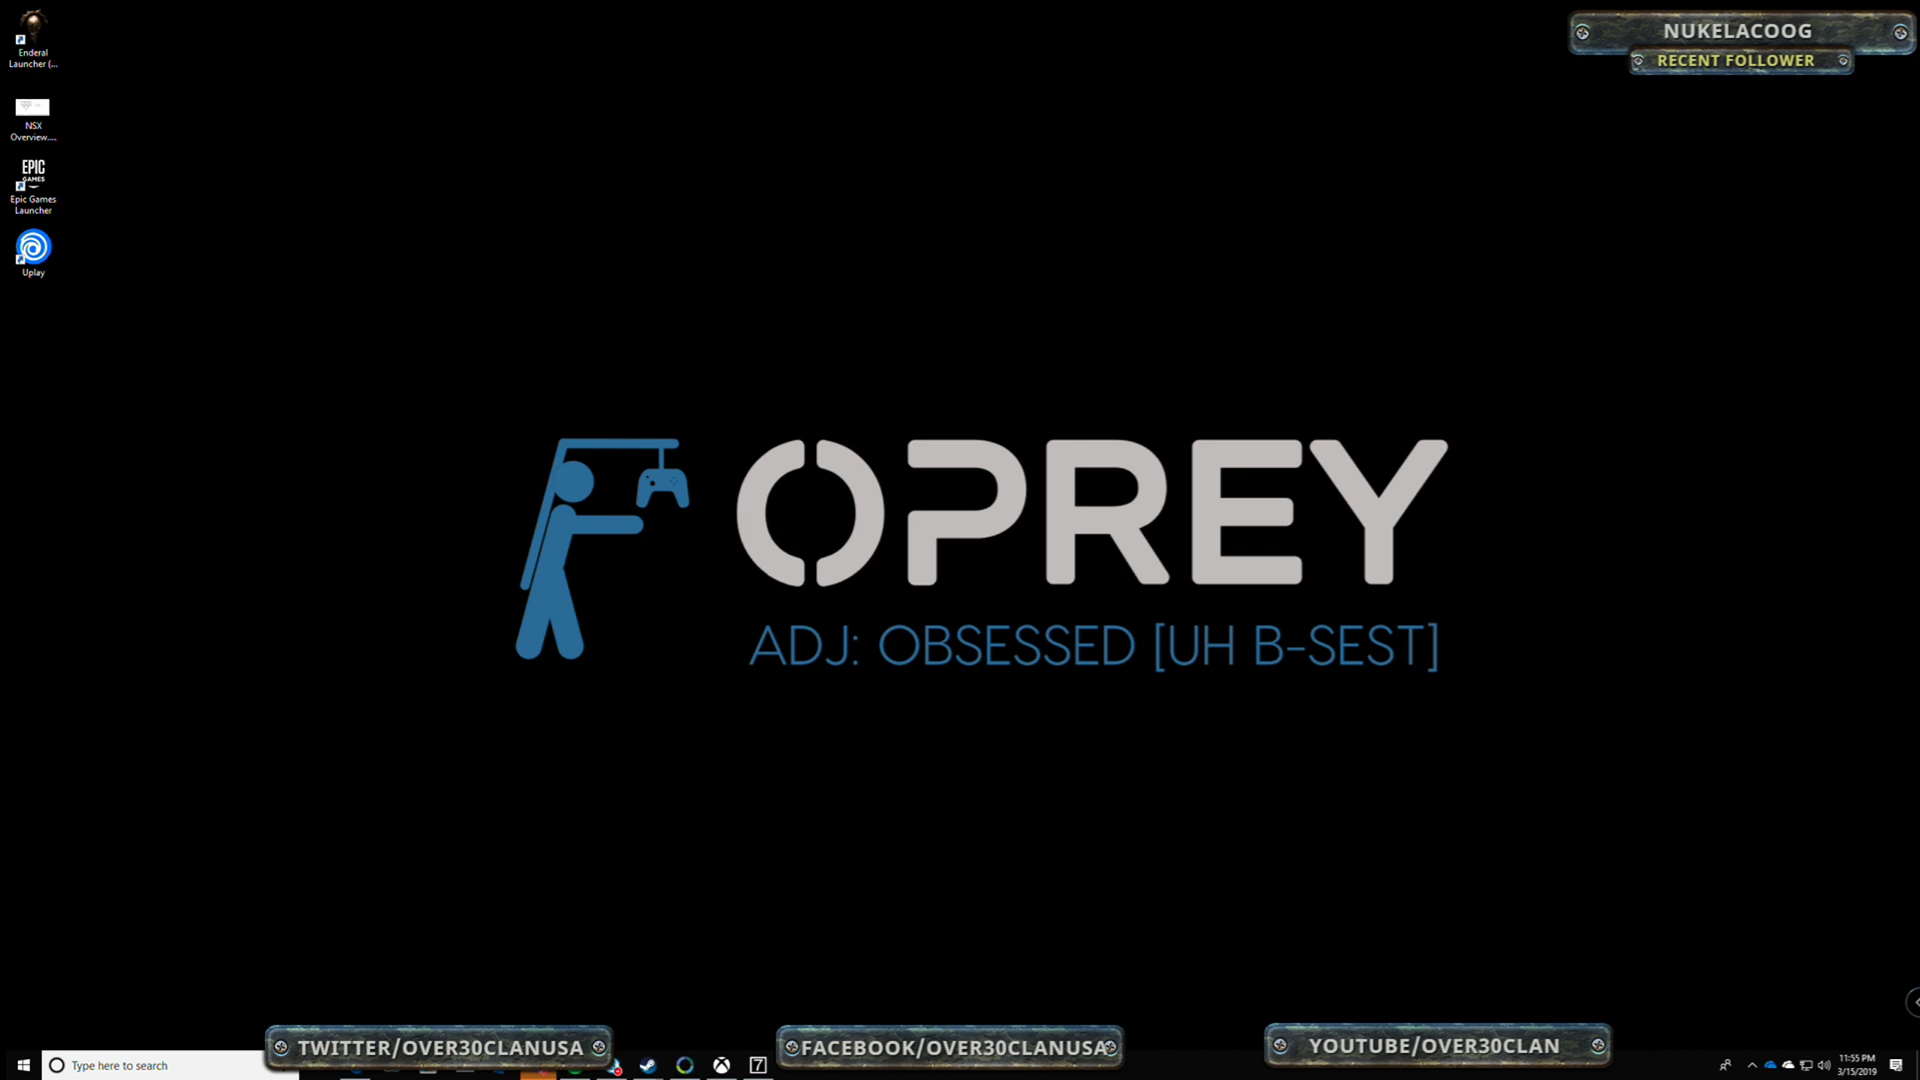 Enderal
Launcher (...
NSX
Overview....
EPIC
GAMES
Epic Games
Launcher
Uplay
NUKELACOOG
RECENT FOLLOWER
OPREY
ADJ: OBSESSED [UH B-SEST]
TWITTER/OVER30CLANUSA
FACEBOOK/OVER30CLANUSA
YOUTUBE/OVER30CLAN
Type here to search
7
11:55 PM
3/15/2019